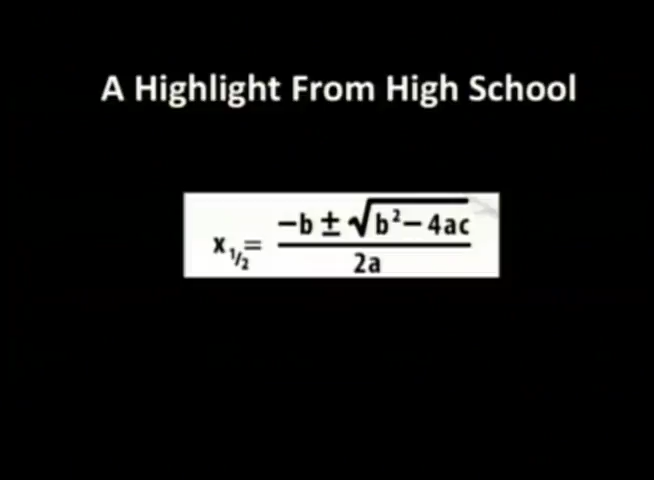 A Highlight From High School
x₁/₂ = −b ± √b² − 4ac / 2a